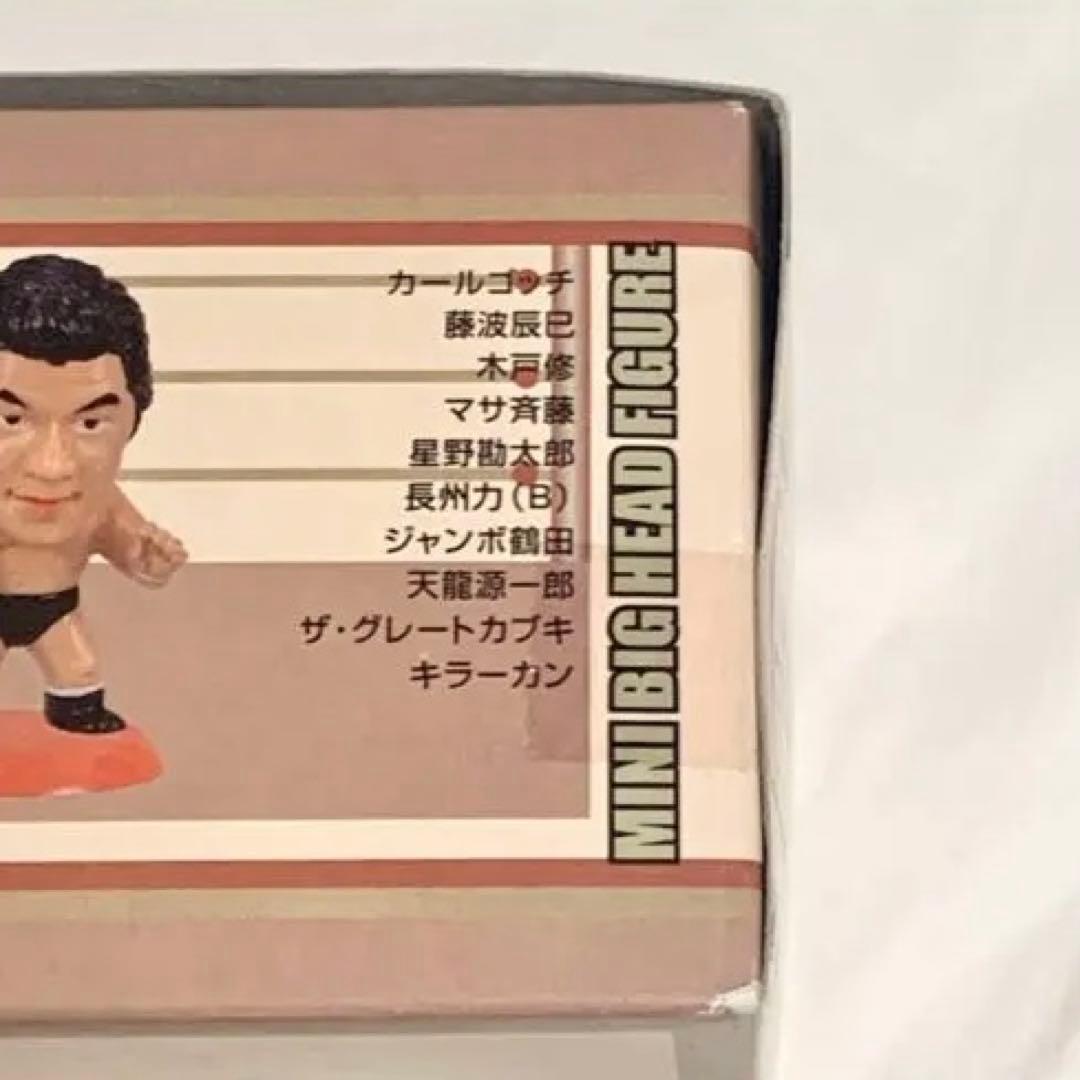 カールゴッチ
藤波辰巳
木戸修
マサ斉藤
星野勘太郎
長州力(B)
ジャンボ鶴田
天龍源一郎
ザ・グレートカブキ
キラーカン
MINI BIG HEAD FIGURE